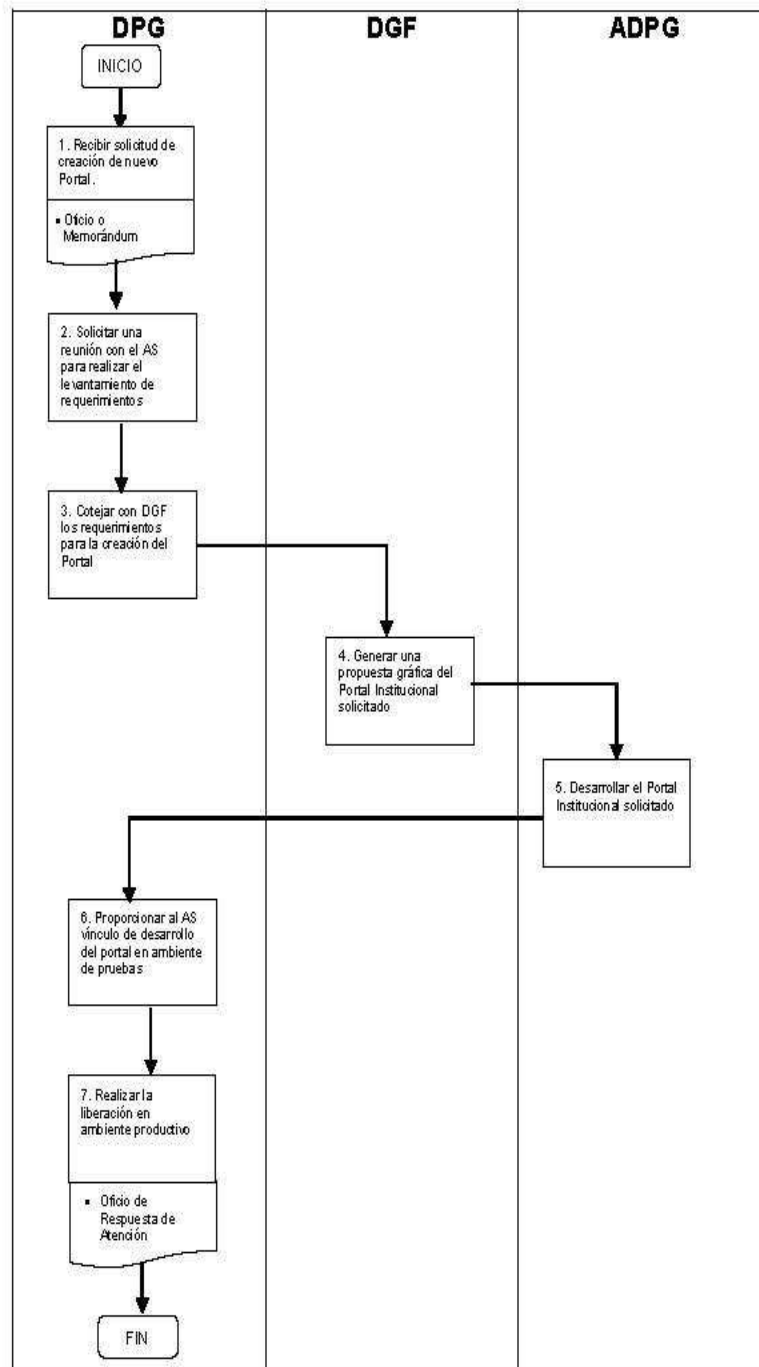 DPG DGF ADPG
INICIO
1. Recibir solicitud de
creación de nuevo
Portal.
▪ Oficio o
Memorándum
2. Solicitar una
reunión con el AS
para realizar el
levantamiento de
requerimientos
3. Cotejar con DGF
los requerimientos
para la creación del
Portal
4. Generar una
propuesta gráfica del
Portal Institucional
solicitado
5. Desarrollar el Portal
Institucional solicitado
6. Proporcionar al AS
vínculo de desarrollo
del portal en ambiente
de pruebas
7. Realizar la
liberación en
ambiente productivo
▪ Oficio de
Respuesta de
Atención
FIN